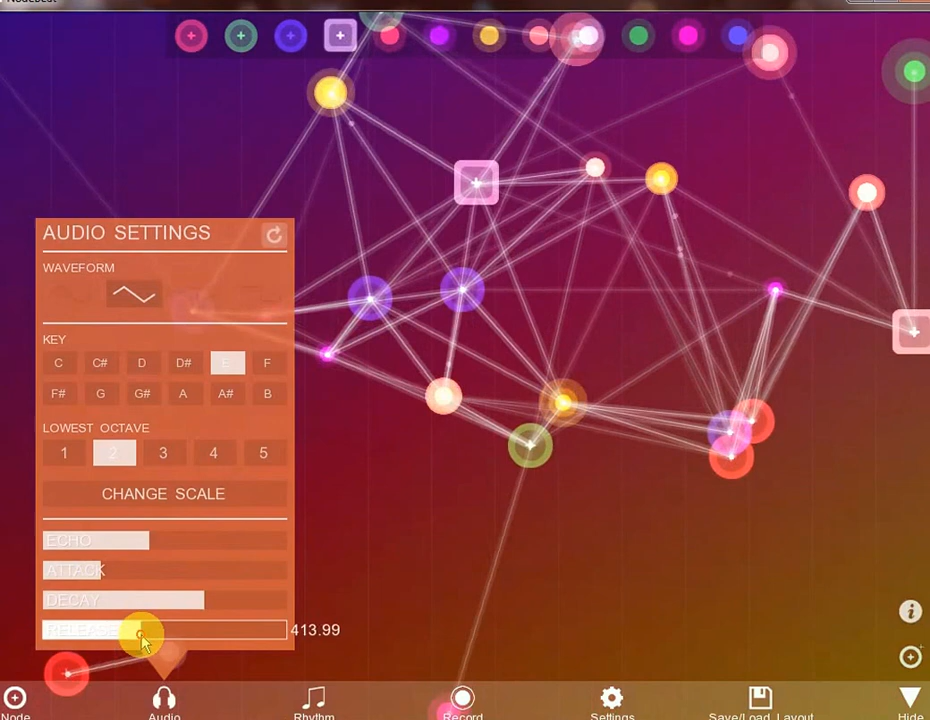 NodeBeat
AUDIO SETTINGS
WAVEFORM
KEY
C C# D D# E F
F# G G# A A# B
LOWEST OCTAVE
1 2 3 4 5
CHANGE SCALE
ECHO
ATTACK
DECAY
RELEASE 413.99
Node Audio Rhythm Record Settings Save/Load Layout Hide